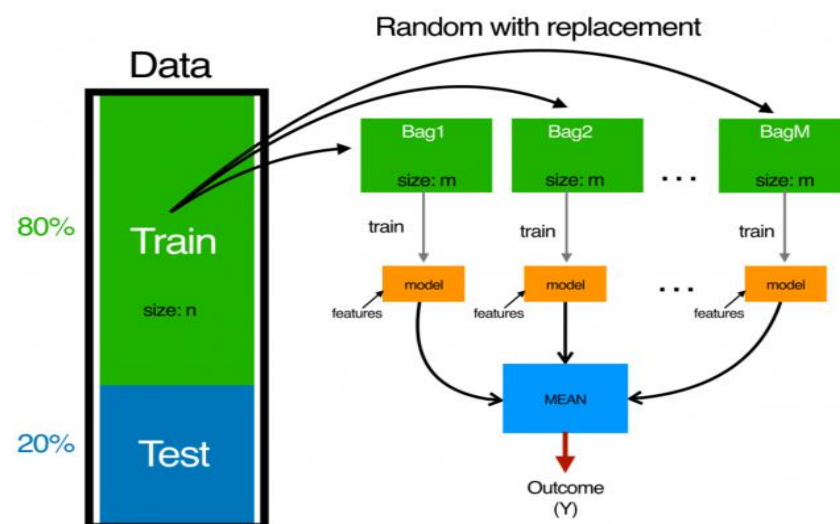 Random with replacement
Data
Bag1
Bag2
BagM
size: m
size: m
. . .
size: m
80%
Train
train
train
train
size: n
model
model
. . .
model
features
features
features
MEAN
20%
Test
Outcome
(Y)